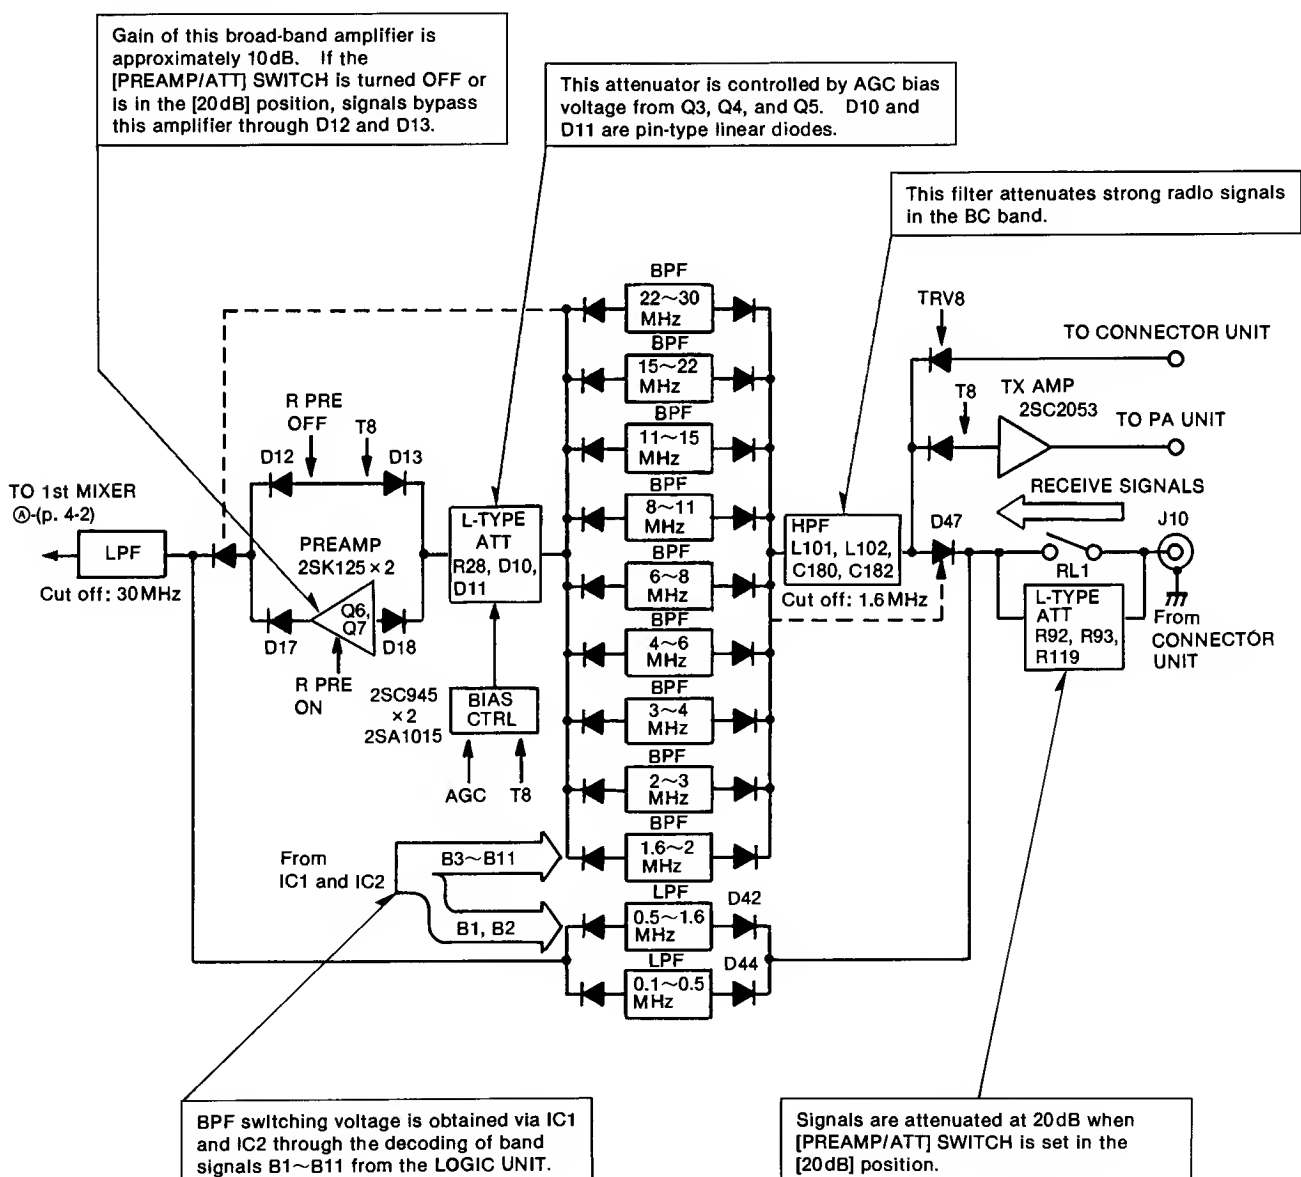 Gain of this broad-band amplifier is
approximately 10dB. If the
[PREAMP/ATT] SWITCH is turned OFF or
Is in the [20dB] position, signals bypass
this amplifier through D12 and D13.
This attenuator is controlled by AGC bias
voltage from Q3, Q4, and Q5. D10 and
D11 are pin-type linear diodes.
This filter attenuates strong radio signals
in the BC band.
BPF
22~30
MHz
BPF
15~22
MHz
BPF
11~15
MHz
BPF
8~11
MHz
BPF
6~8
MHz
BPF
4~6
MHz
BPF
3~4
MHz
BPF
2~3
MHz
BPF
1.6~2
MHz
LPF
0.5~1.6
MHz
D42
LPF
0.1~0.5
MHz
D44
TRV8
TO CONNECTOR UNIT
T8
TX AMP
2SC2053
TO PA UNIT
RECEIVE SIGNALS
D47
J10
RL1
HPF
L101, L102,
C180, C182
Cut off: 1.6MHz
L-TYPE
ATT
R92, R93,
R119
From
CONNECTOR
UNIT
R PRE
OFF
T8
D12
D13
TO 1st MIXER
Ⓐ-(p. 4-2)
LPF
Cut off: 30MHz
PREAMP
2SK125 × 2
Q6,
Q7
D17
D18
R PRE
ON
L-TYPE
ATT
R28, D10,
D11
2SC945
× 2
2SA1015
BIAS
CTRL
AGC
T8
From
IC1 and IC2
B3~B11
B1, B2
BPF switching voltage is obtained via IC1
and IC2 through the decoding of band
signals B1~B11 from the LOGIC UNIT.
Signals are attenuated at 20dB when
[PREAMP/ATT] SWITCH is set in the
[20dB] position.